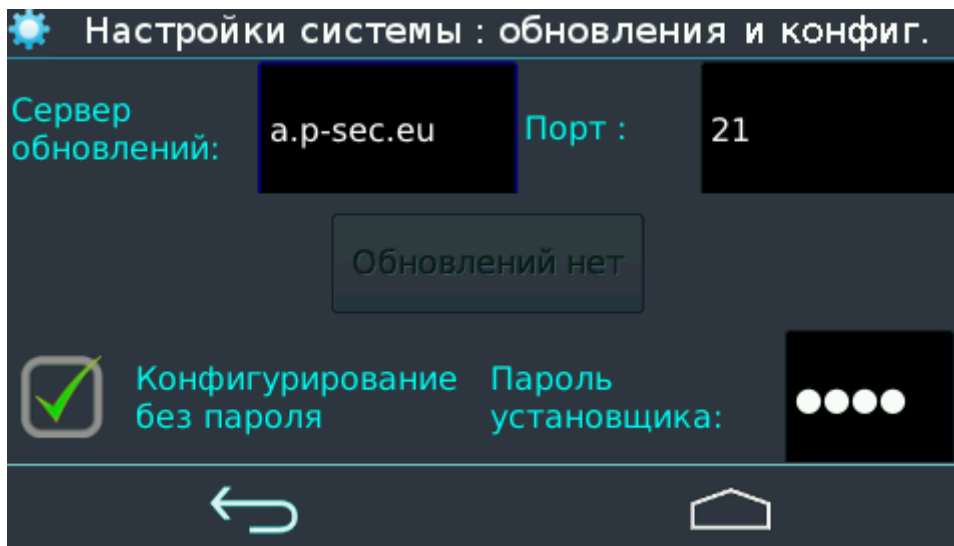 Настройки системы : обновления и конфиг.
Сервер
обновлений:
a.p-sec.eu
Порт :
21
Обновлений нет
Конфигурирование
без пароля
Пароль
установщика: